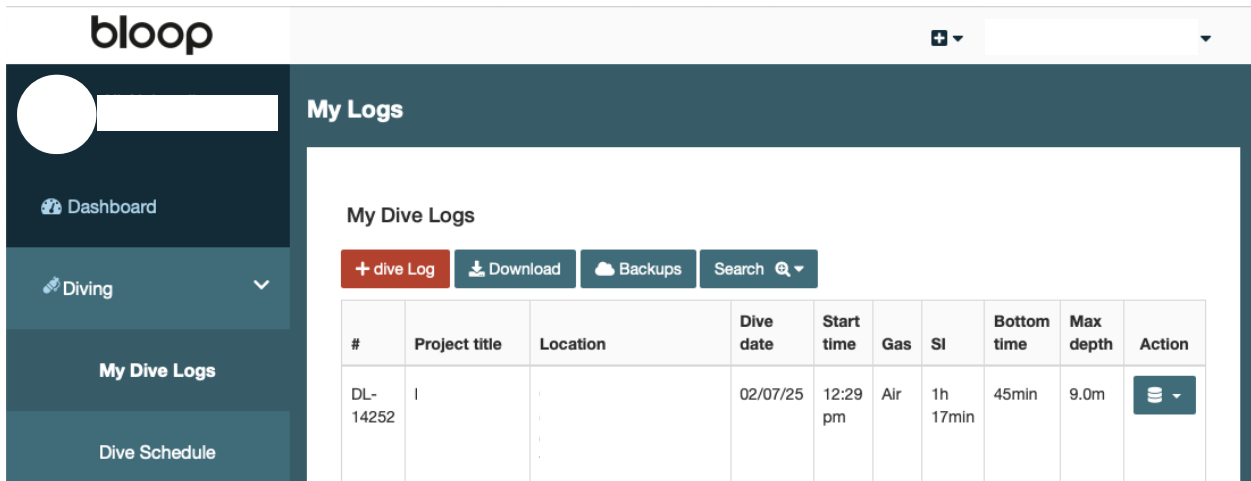 bloop
My Logs
Dashboard
My Dive Logs
+ dive Log Download Backups Search
Diving
# Project title Location Dive date Start time Gas SI Bottom time Max depth Action
My Dive Logs
DL-14252 02/07/25 12:29 pm Air 1h 17min 45min 9.0m
Dive Schedule